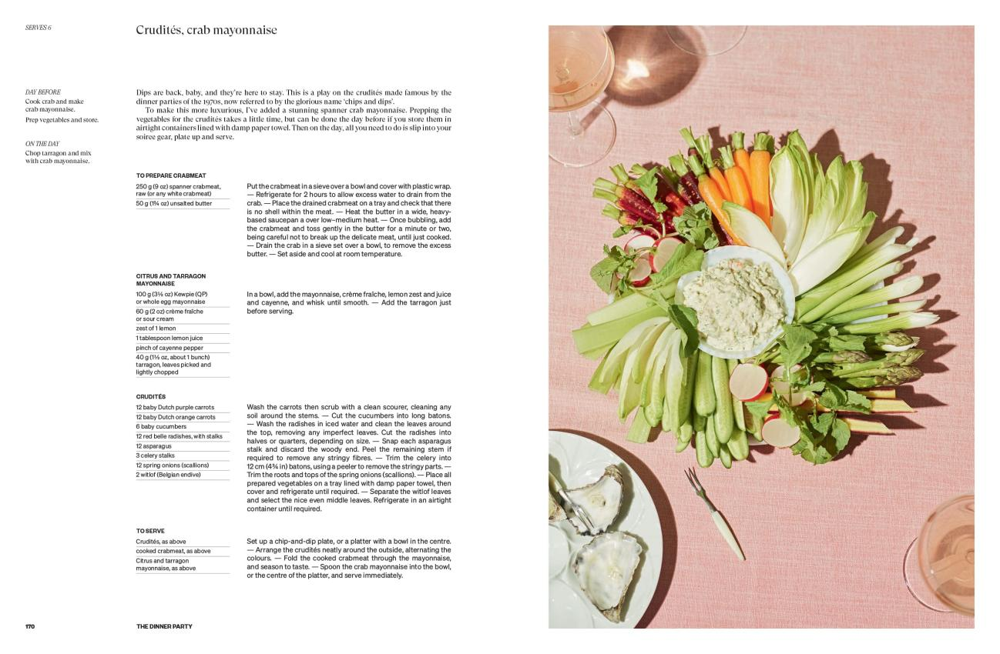 SERVES 6
Crudités, crab mayonnaise
DAY BEFORE
Cook crab and make
crab mayonnaise.
Prep vegetables and store.
ON THE DAY
Chop tarragon and mix
with crab mayonnaise.
Dips are back, baby, and they're here to stay. This is a play on the crudités made famous by the
dinner parties of the 1970s, now referred to by the glorious name 'chips and dips'.
To make this more luxurious, I've added a stunning spanner crab mayonnaise. Prepping the
vegetables for the crudités takes a little time, but can be done the day before if you store them in
airtight containers lined with damp paper towel. Then on the day, all you need to do is slip into your
soiree gear, plate up and serve.
TO PREPARE CRABMEAT
250 g (9 oz) spanner crabmeat,
raw (or any white crabmeat)
50 g (1¾ oz) unsalted butter
Put the crabmeat in a sieve over a bowl and cover with plastic wrap.
— Refrigerate for 2 hours to allow excess water to drain from the
crab. — Place the drained crabmeat on a tray and check that there
is no shell within the meat. — Heat the butter in a wide, heavy-
based saucepan a over low–medium heat. — Once bubbling, add
the crabmeat and toss gently in the butter for a minute or two,
being careful not to break up the delicate meat, until just cooked.
— Drain the crab in a sieve set over a bowl, to remove the excess
butter. — Set aside and cool at room temperature.
CITRUS AND TARRAGON
MAYONNAISE
100 g (3½ oz) Kewpie (QP)
or whole egg mayonnaise
60 g (2 oz) crème fraîche
or sour cream
zest of 1 lemon
1 tablespoon lemon juice
pinch of cayenne pepper
40 g (1½ oz, about 1 bunch)
tarragon, leaves picked and
lightly chopped
In a bowl, add the mayonnaise, crème fraîche, lemon zest and juice
and cayenne, and whisk until smooth. — Add the tarragon just
before serving.
CRUDITÉS
12 baby Dutch purple carrots
12 baby Dutch orange carrots
6 baby cucumbers
12 red belle radishes, with stalks
12 asparagus
3 celery stalks
12 spring onions (scallions)
2 witlof (Belgian endive)
Wash the carrots then scrub with a clean scourer, cleaning any
soil around the stems. — Cut the cucumbers into long batons.
— Wash the radishes in iced water and clean the leaves around
the top, removing any imperfect leaves. Cut the radishes into
halves or quarters, depending on size. — Snap each asparagus
stalk and discard the woody end. Peel the remaining stem if
required to remove any stringy fibres. — Trim the celery into
12 cm (4¾ in) batons, using a peeler to remove the stringy parts. —
Trim the roots and tops of the spring onions (scallions). — Place all
prepared vegetables on a tray lined with damp paper towel, then
cover and refrigerate until required. — Separate the witlof leaves
and select the nice even middle leaves. Refrigerate in an airtight
container until required.
TO SERVE
Crudités, as above
cooked crabmeat, as above
Citrus and tarragon
mayonnaise, as above
Set up a chip-and-dip plate, or a platter with a bowl in the centre.
— Arrange the crudités neatly around the outside, alternating the
colours. — Fold the cooked crabmeat through the mayonnaise,
and season to taste. — Spoon the crab mayonnaise into the bowl,
or the centre of the platter, and serve immediately.
170
THE DINNER PARTY